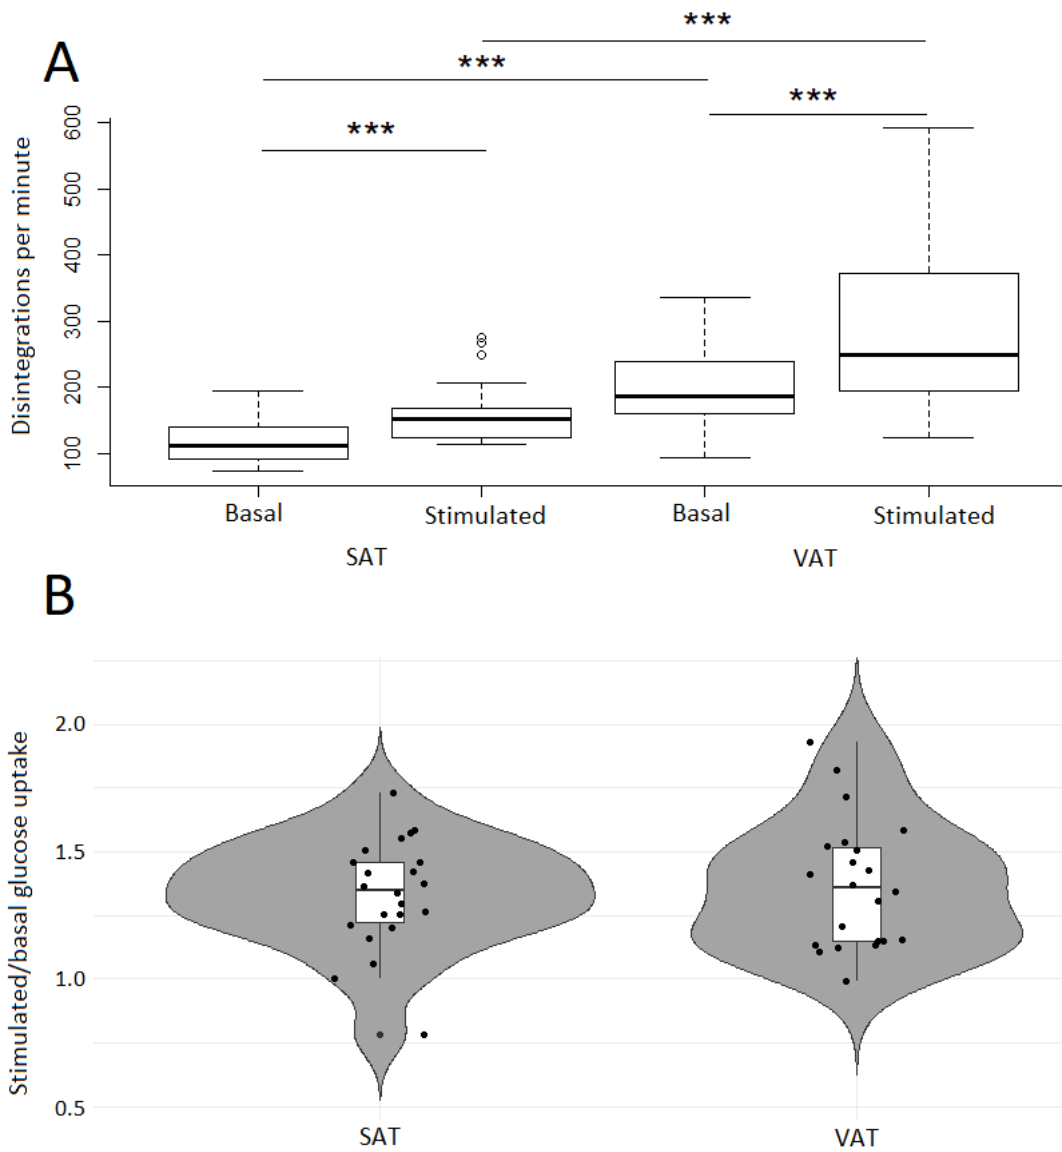 A
***
***
***
***
Disintegrations per minute
600
500
400
300
200
100
Basal
Stimulated
Basal
Stimulated
SAT
VAT
B
Stimulated/basal glucose uptake
2.0
1.5
1.0
0.5
SAT
VAT